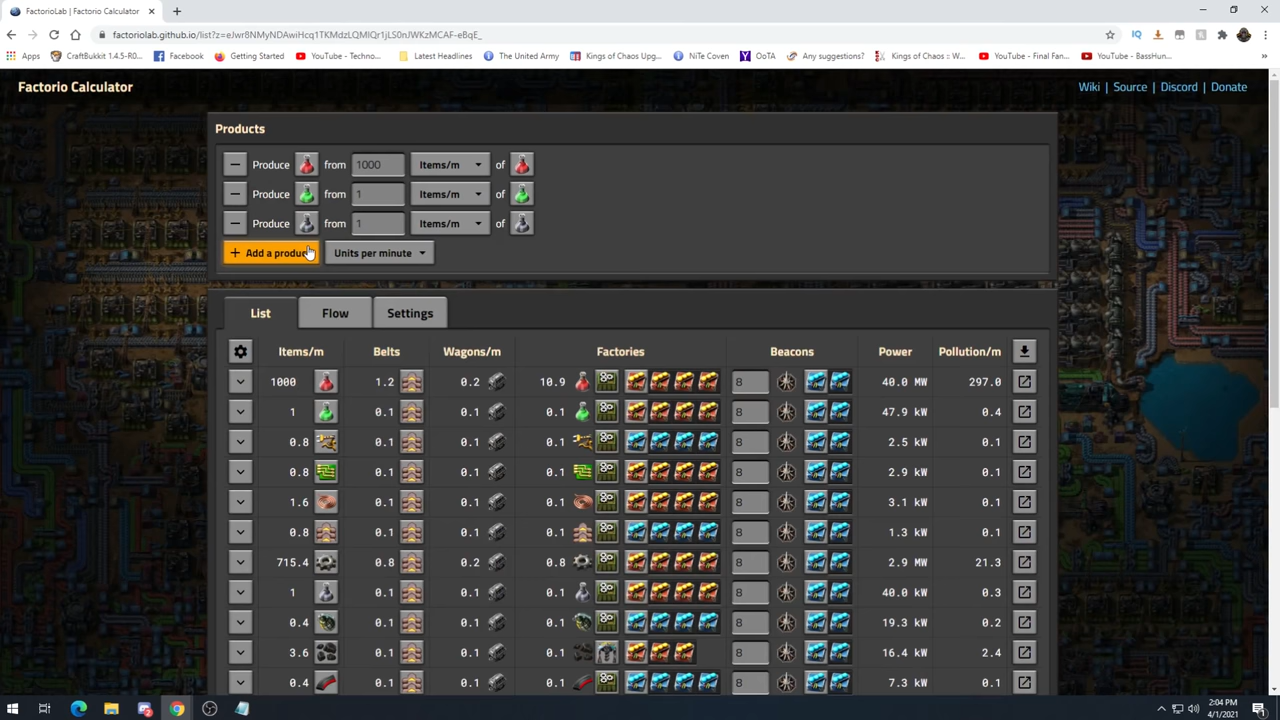 FactorioLab | Factorio Calculator
factoriolab.github.io/list?z=eJwr8NMyNDAwiHcq1TKMdzLQMIQr1jLS0nJWKzMCAF-eBqE_
Apps CraftBukkit 1.4.5-R0... Facebook Getting Started YouTube - Techno... Latest Headlines The United Army Kings of Chaos Upg... NiTe Coven OoTA Any suggestions? Kings of Chaos :: W... YouTube - Final Fan... YouTube - BassHun...
Factorio Calculator Wiki | Source | Discord | Donate
Products
Produce from 1000 Items/m of
Produce from 1 Items/m of
Produce from 1 Items/m of
+ Add a product Units per minute
List Flow Settings
Items/m Belts Wagons/m Factories Beacons Power Pollution/m
1000 1.2 0.2 10.9 8 40.0 MW 297.0
1 0.1 0.1 0.1 8 47.9 kW 0.4
0.8 0.1 0.1 0.1 8 2.5 kW 0.1
0.8 0.1 0.1 0.1 8 2.9 kW 0.1
1.6 0.1 0.1 0.1 8 3.1 kW 0.1
0.8 0.1 0.1 0.1 8 1.3 kW 0.1
715.4 0.8 0.2 0.8 8 2.9 MW 21.3
1 0.1 0.1 0.1 8 40.0 kW 0.3
0.4 0.1 0.1 0.1 8 19.3 kW 0.2
3.6 0.1 0.1 0.1 8 16.4 kW 2.4
0.4 0.1 0.1 0.1 8 7.3 kW 0.1
2:04 PM
4/1/2021